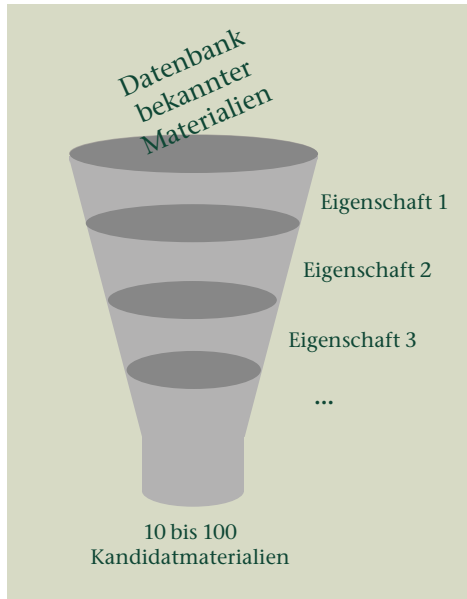 Datenbank
bekannter
Materialien
Eigenschaft 1
Eigenschaft 2
Eigenschaft 3
...
10 bis 100
Kandidatmaterialien